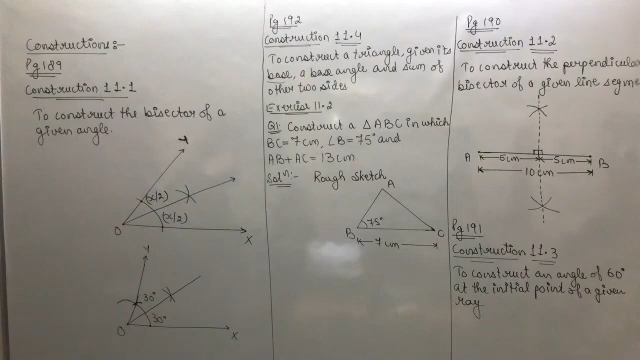 Constructions:-
Pg 189
Construction 11.1
To construct the bisector of a
given angle.
Y
(x/2)
(x/2)
O
X
Y
30°
30°
O
X
Pg 192
Construction 11.4
To construct a triangle, given its
base, a base angle and sum of
other two sides
Exercise 11.2
Q1. Construct a Δ ABC in which
BC = 7cm, ∠B = 75° and
AB + AC = 13cm
Solⁿ:- Rough Sketch
A
75°
B
C
7 cm
Pg 190
Construction 11.2
To construct the perpendicular
bisector of a given line segme
A
5cm
5cm
B
10cm
Pg 191
Construction 11.3
To construct an angle of 60°
at the initial point of a given
ray